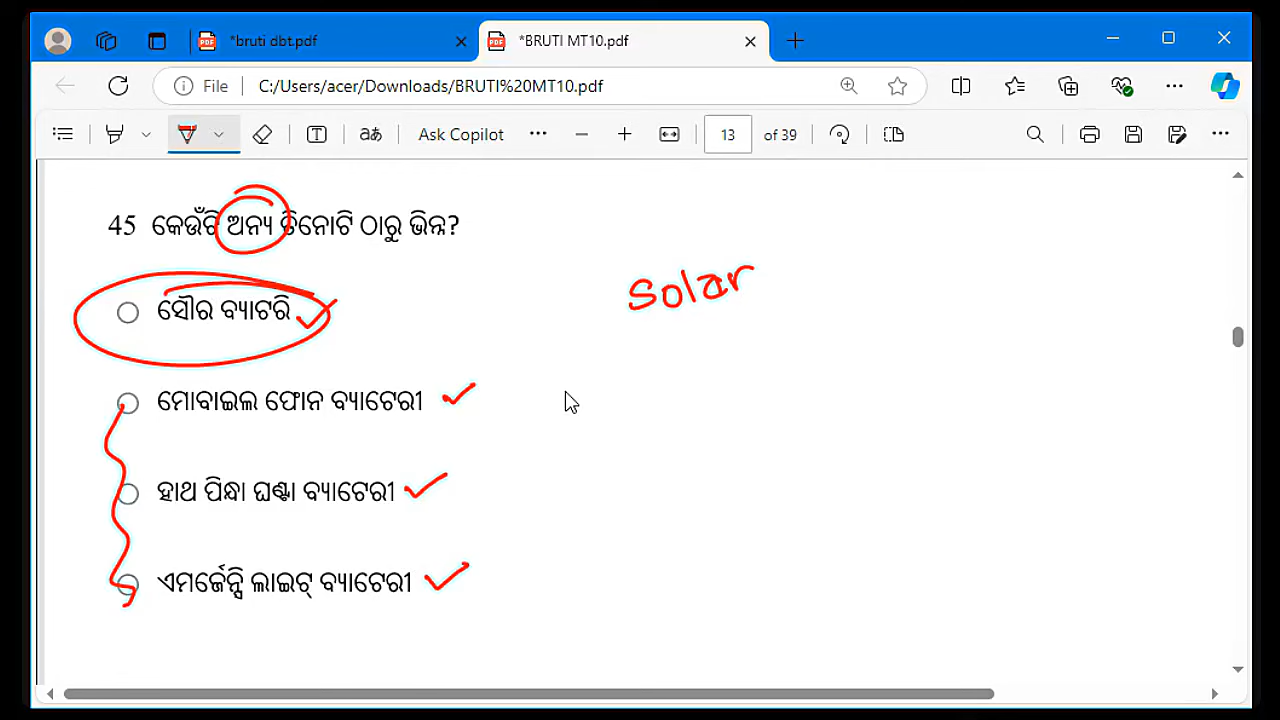 *bruti dbt.pdf
*BRUTI MT10.pdf
File C:/Users/acer/Downloads/BRUTI%20MT10.pdf
Ask Copilot
13 of 39
45 କେଉଁଟି ଅନ୍ୟ ତିନୋଟି ଠାରୁ ଭିନ୍ନ?
ସୌର ବ୍ୟାଟରି
solar
ମୋବାଇଲ ଫୋନ ବ୍ୟାଟେରୀ
ହାଥ ପିନ୍ଧା ଘଣ୍ଟା ବ୍ୟାଟେରୀ
ଏମର୍ଜେନ୍ସି ଲାଇଟ୍ ବ୍ୟାଟେରୀ